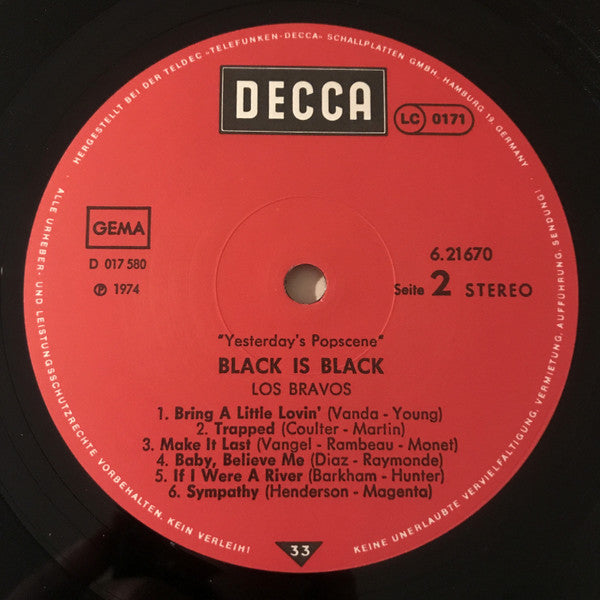 HERGESTELLT BEI DER TELDEC »TELEFUNKEN-DECCA« SCHALLPLATTEN GMBH, HAMBURG 19, GERMANY
DECCA
LC 0171
GEMA
D 017 580
℗ 1974
6.21670
Seite 2 STEREO
"Yesterday's Popscene"
BLACK IS BLACK
LOS BRAVOS
1. Bring A Little Lovin' (Vanda - Young)
2. Trapped (Coulter - Martin)
3. Make It Last (Vangel - Rambeau - Monet)
4. Baby, Believe Me (Diaz - Raymonde)
5. If I Were A River (Barkham - Hunter)
6. Sympathy (Henderson - Magenta)
33
ALLE URHEBER- UND LEISTUNGSSCHUTZRECHTE VORBEHALTEN. KEIN VERLEIH!
KEINE UNERLAUBTE VERVIELFÄLTIGUNG, VERMIETUNG, AUFFÜHRUNG, SENDUNG!